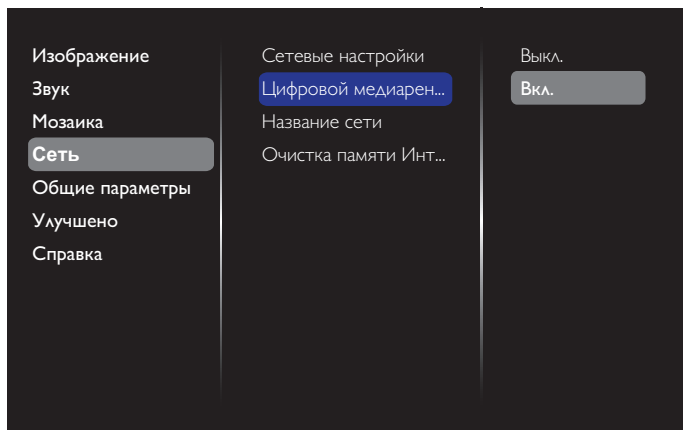 Изображение
Звук
Мозаика
Сеть
Общие параметры
Улучшено
Справка
Сетевые настройки
Цифровой медиарен...
Название сети
Очистка памяти Инт...
Выкл.
Вкл.